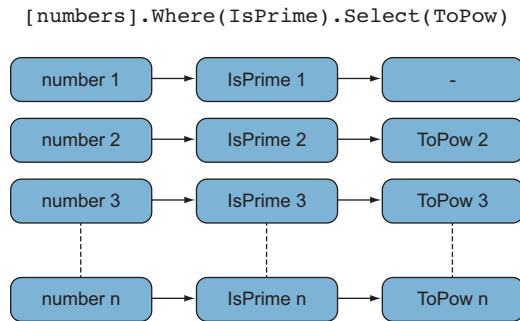 [numbers].Where(IsPrime).Select(ToPow)
number 1 IsPrime 1 -
number 2 IsPrime 2 ToPow 2
number 3 IsPrime 3 ToPow 3
number n IsPrime n ToPow n